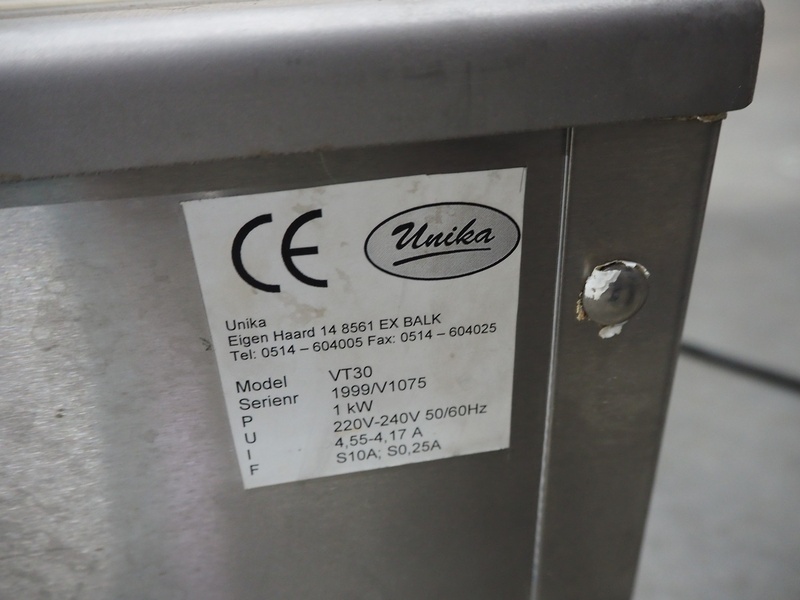 CE
Unika
Unika
Eigen Haard 14 8561 EX BALK
Tel: 0514 – 604005 Fax: 0514 – 604025
Model VT30
Serienr 1999/V1075
P 1 kW
U 220V-240V 50/60Hz
I 4,55-4,17 A
F S10A; S0,25A